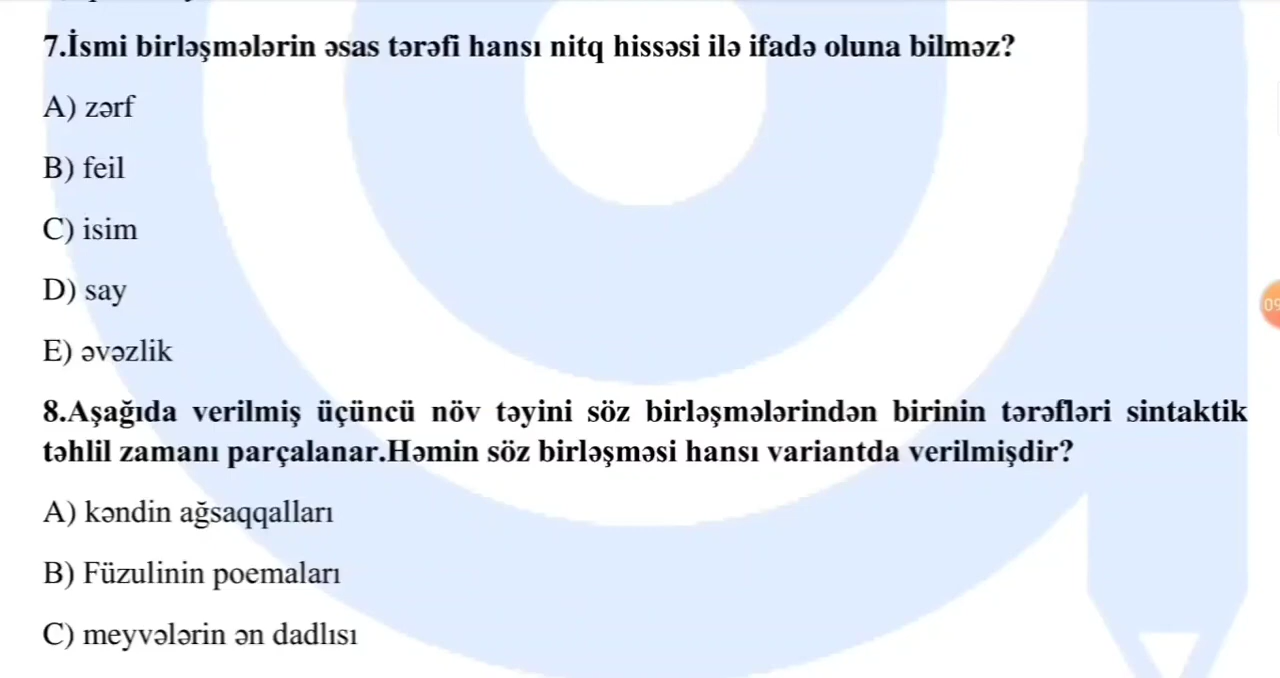 7.İsmi birləşmələrin əsas tərəfi hansı nitq hissəsi ilə ifadə oluna bilməz?
A) zərf
B) feil
C) isim
D) say
E) əvəzlik
09
8.Aşağıda verilmiş üçüncü növ təyini söz birləşmələrindən birinin tərəfləri sintaktik
təhlil zamanı parçalanar.Həmin söz birləşməsi hansı variantda verilmişdir?
A) kəndin ağsaqqalları
B) Füzulinin poemaları
C) meyvələrin ən dadlısı